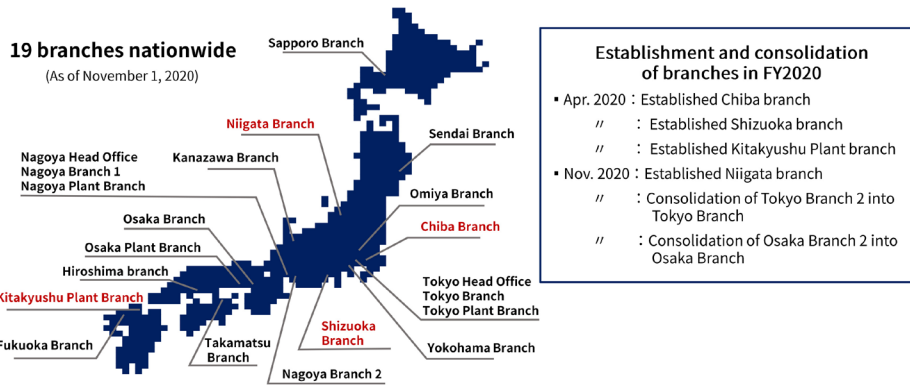 19 branches nationwide
(As of November 1, 2020)
Sapporo Branch
Niigata Branch
Sendai Branch
Nagoya Head Office
Nagoya Branch 1
Nagoya Plant Branch
Kanazawa Branch
Omiya Branch
Osaka Branch
Chiba Branch
Osaka Plant Branch
Hiroshima branch
Tokyo Head Office
Tokyo Branch
Tokyo Plant Branch
Kitakyushu Plant Branch
Shizuoka
Branch
Fukuoka Branch
Takamatsu
Branch
Yokohama Branch
Nagoya Branch 2
Establishment and consolidation
of branches in FY2020
▪ Apr. 2020：Established Chiba branch
〃 ： Established Shizuoka branch
〃 ： Established Kitakyushu Plant branch
▪ Nov. 2020：Established Niigata branch
〃 ：Consolidation of Tokyo Branch 2 into
Tokyo Branch
〃 ：Consolidation of Osaka Branch 2 into
Osaka Branch